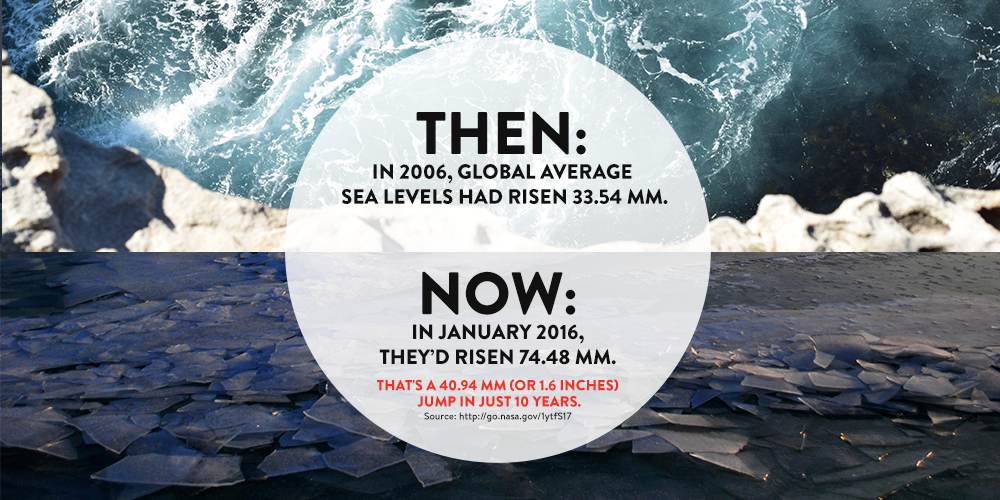 THEN:
IN 2006, GLOBAL AVERAGE
SEA LEVELS HAD RISEN 33.54 MM.
NOW:
IN JANUARY 2016,
THEY'D RISEN 74.48 MM.
THAT'S A 40.94 MM (OR 1.6 INCHES)
JUMP IN JUST 10 YEARS.
Source: http://go.nasa.gov/1ytfS17